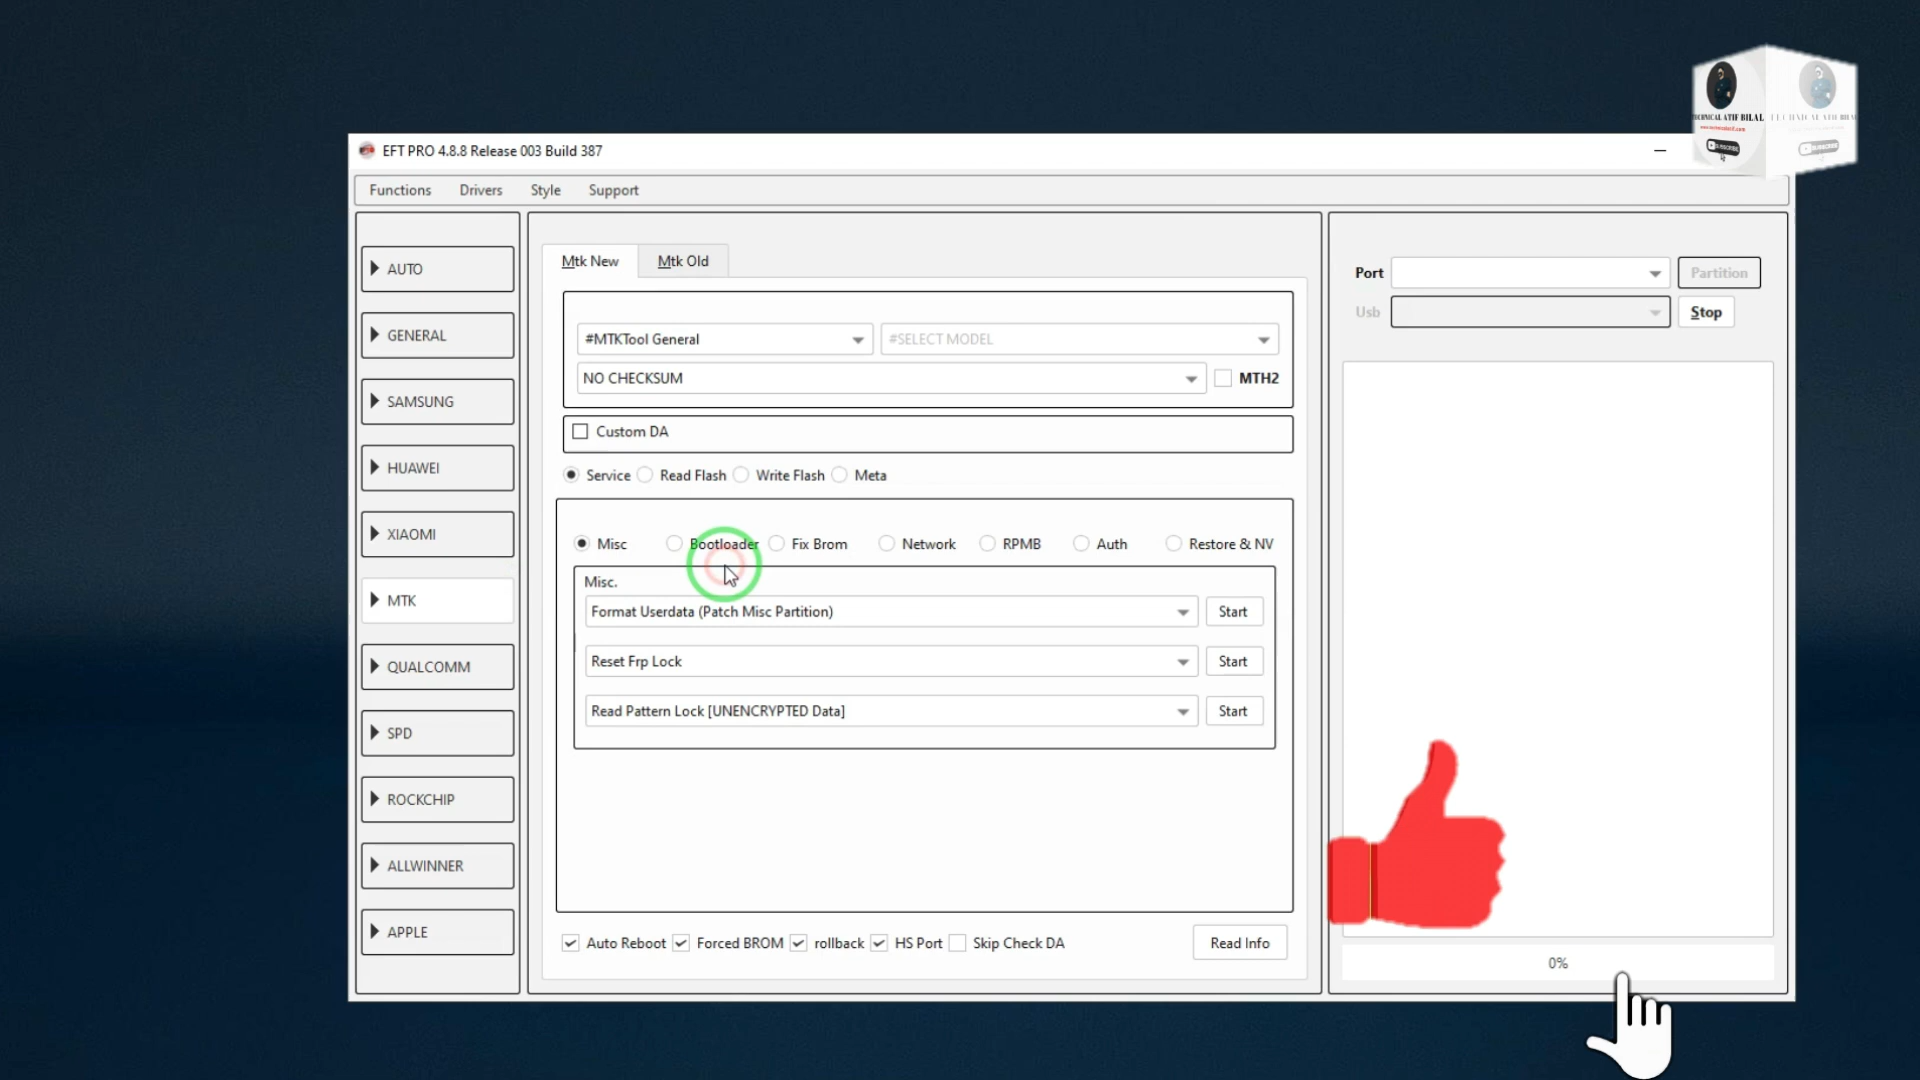 EFT PRO 4.8.8 Release 003 Build 387
Functions Drivers Style Support
AUTO
GENERAL
SAMSUNG
HUAWEI
XIAOMI
MTK
QUALCOMM
SPD
ROCKCHIP
ALLWINNER
APPLE
Mtk New Mtk Old
#MTKTool General #SELECT MODEL
NO CHECKSUM MTH2
Custom DA
Service Read Flash Write Flash Meta
Misc Bootloader Fix Brom Network RPMB Auth Restore & NV
Misc.
Format Userdata (Patch Misc Partition) Start
Reset Frp Lock Start
Read Pattern Lock [UNENCRYPTED Data] Start
Auto Reboot Forced BROM rollback HS Port Skip Check DA Read Info
Port Partition
Usb Stop
0%
TECHNICAL ATIF BILAL
SUBSCRIBE